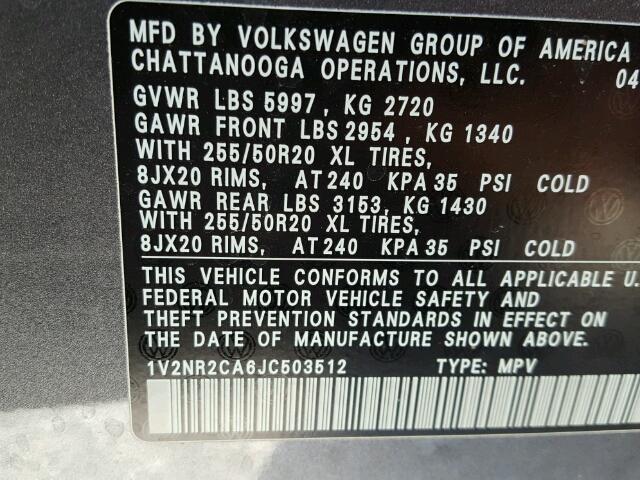 MFD BY VOLKSWAGEN GROUP OF AMERICA
CHATTANOOGA OPERATIONS, LLC. 04
GVWR LBS 5997, KG 2720
GAWR FRONT LBS 2954, KG 1340
WITH 255/50R20 XL TIRES,
8JX20 RIMS, AT 240 KPA 35 PSI COLD
GAWR REAR LBS 3153, KG 1430
WITH 255/50R20 XL TIRES,
8JX20 RIMS, AT 240 KPA 35 PSI COLD
THIS VEHICLE CONFORMS TO ALL APPLICABLE U.
FEDERAL MOTOR VEHICLE SAFETY AND
THEFT PREVENTION STANDARDS IN EFFECT ON
THE DATE OF MANUFACTURE SHOWN ABOVE.
1V2NR2CA6JC503512 TYPE: MPV